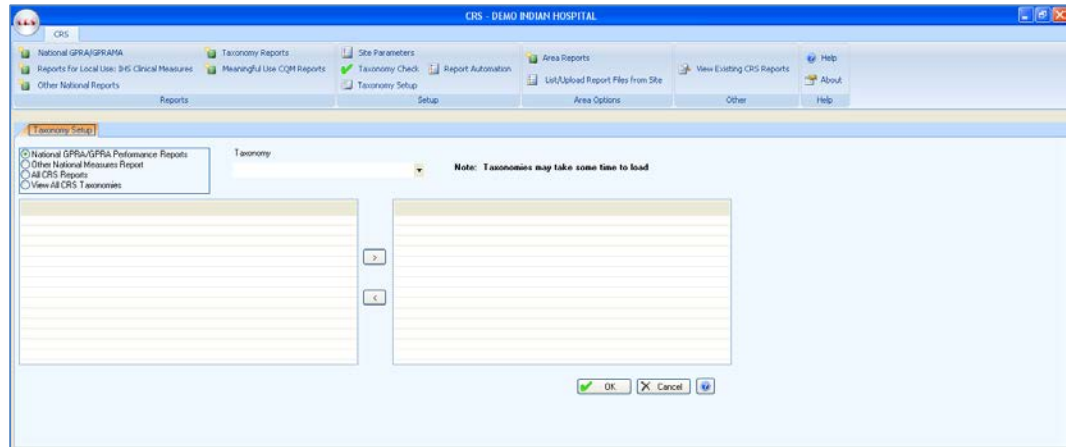 CRS - DEMO INDIAN HOSPITAL
CRS
National GPRA/GPRAMA
Reports for Local Use: IHS Clinical Measures
Other National Reports
Taxonomy Reports
Meaningful Use CQM Reports
Reports
Site Parameters
Taxonomy Check
Report Automation
Taxonomy Setup
Setup
Area Reports
List/Upload Report Files from Site
Area Options
View Existing CRS Reports
Other
Help
About
Help
Taxonomy Setup
National GPRA/GPRA Performance Reports
Other National Measures Report
All CRS Reports
View All CRS Taxonomies
Taxonomy
Note: Taxonomies may take some time to load
>
<
OK
Cancel